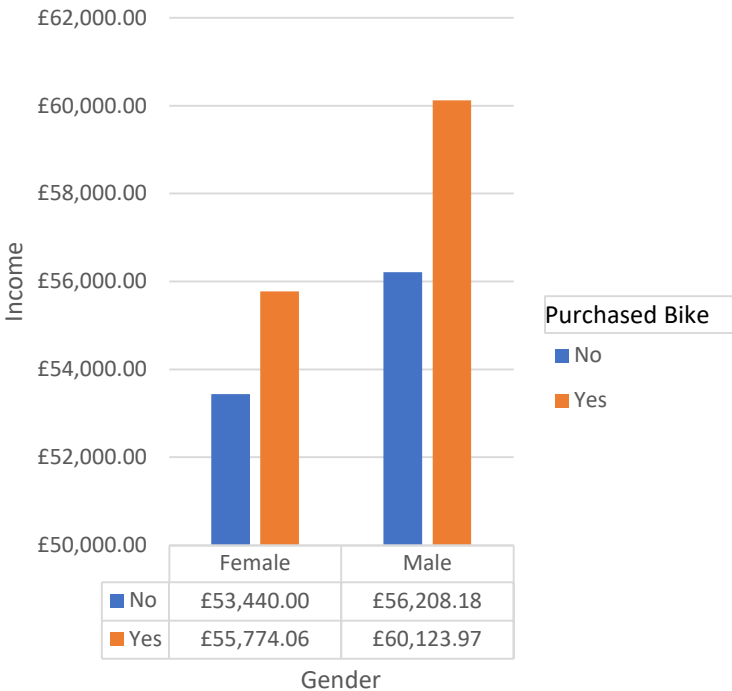 £62,000.00
£60,000.00
£58,000.00
£56,000.00
£54,000.00
£52,000.00
£50,000.00
Income
Purchased Bike
No
Yes
Female Male
No £53,440.00 £56,208.18
Yes £55,774.06 £60,123.97
Gender